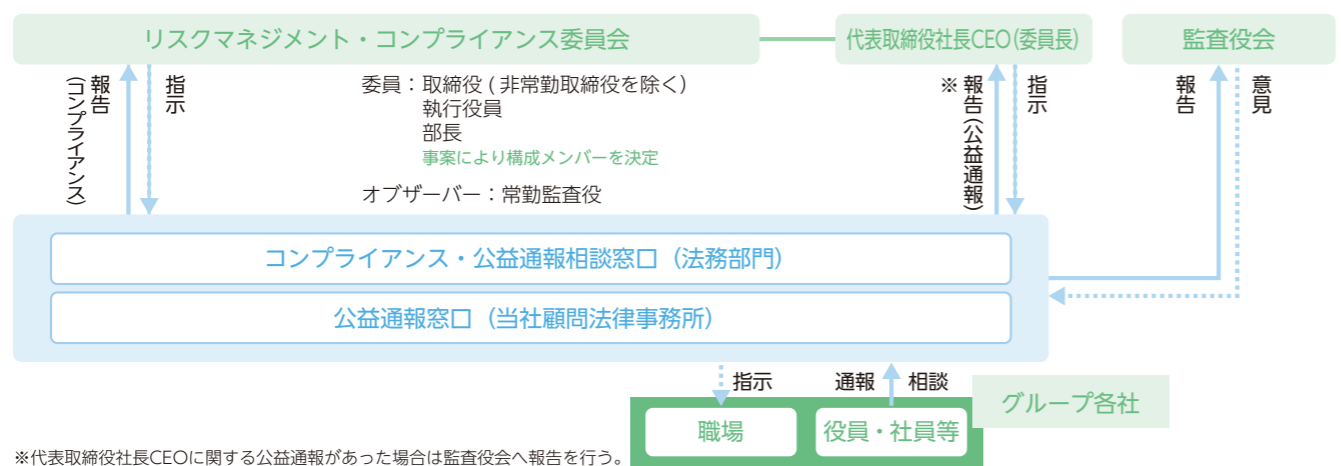 リスクマネジメント・コンプライアンス委員会
代表取締役社長CEO(委員長)
監査役会
報告
(コンプライアンス)
指示
委員：取締役 ( 非常勤取締役を除く)
執行役員
部長
事案により構成メンバーを決定
オブザーバー：常勤監査役
※報告(公益通報)
指示
報告
意見
コンプライアンス・公益通報相談窓口（法務部門）
公益通報窓口（当社顧問法律事務所）
指示
通報
相談
グループ各社
職場
役員・社員等
※代表取締役社長CEOに関する公益通報があった場合は監査役会へ報告を行う。